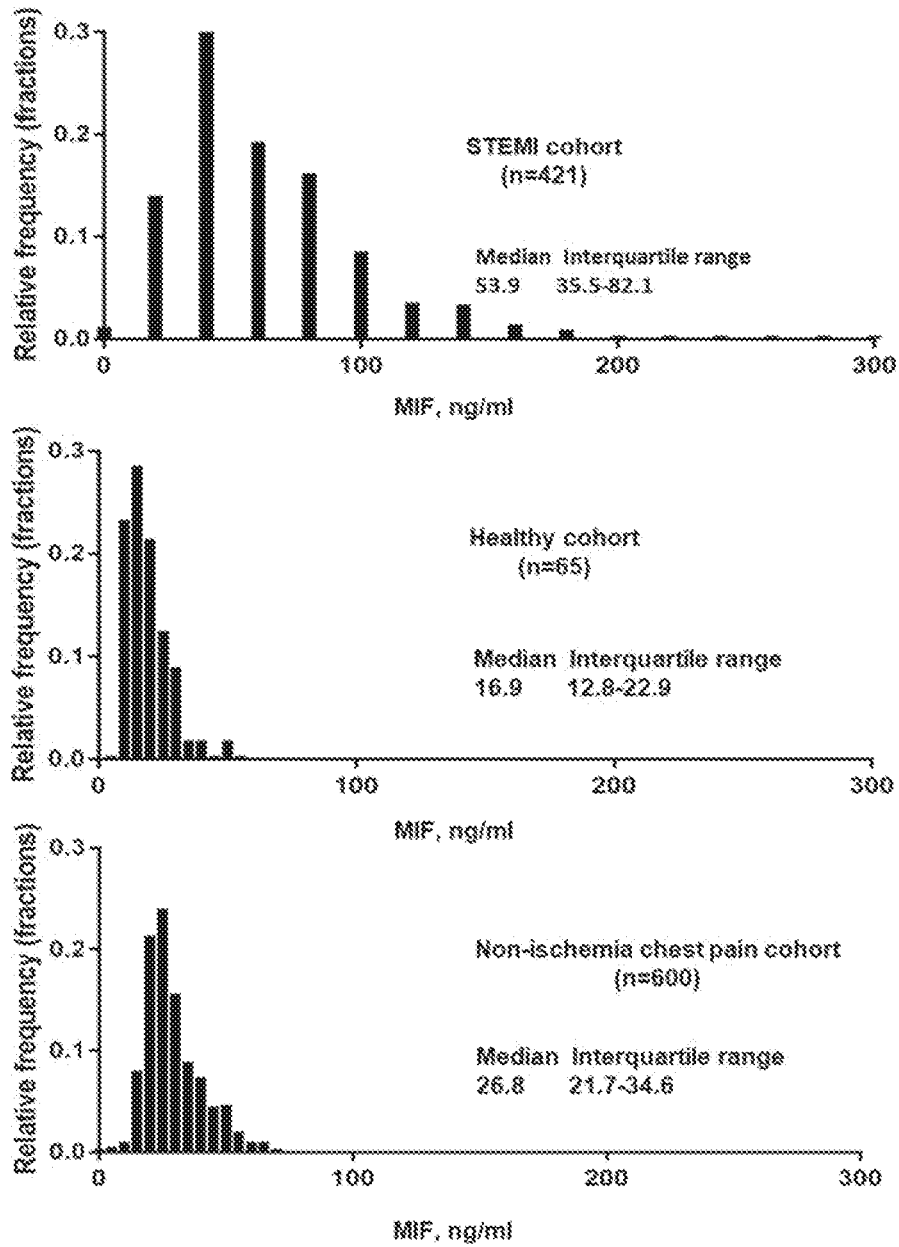 Relative frequency (fractions)
0.3
0.2
0.1
0.0
STEMI cohort
(n=421)
Median Interquartile range
53.9 35.5-82.1
0 100 200 300
MIF, ng/ml
Relative frequency (fractions)
0.3
0.2
0.1
0.0
Healthy cohort
(n=65)
Median Interquartile range
16.9 12.8-22.9
0 100 200 300
MIF, ng/ml
Relative frequency (fractions)
0.3
0.2
0.1
0.0
Non-ischemia chest pain cohort
(n=600)
Median Interquartile range
26.8 21.7-34.6
0 100 200 300
MIF, ng/ml